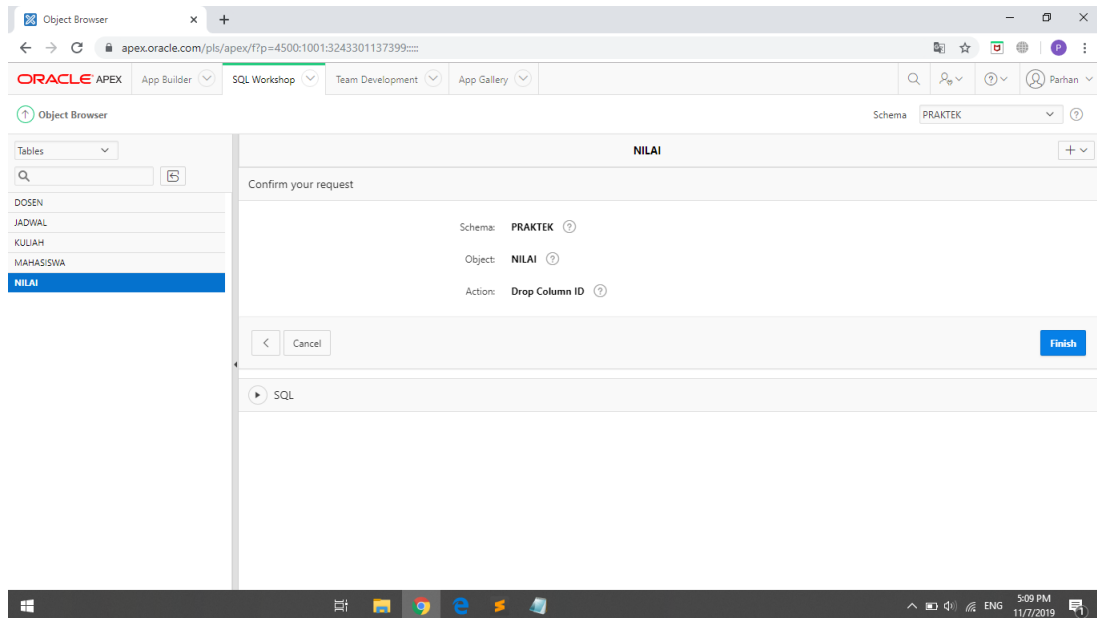 Object Browser
apex.oracle.com/pls/apex/f?p=4500:1001:3243301137399:::::
P
ORACLE APEX App Builder SQL Workshop Team Development App Gallery Parhan
Object Browser Schema PRAKTEK
Tables NILAI
Confirm your request
DOSEN
JADWAL
KULIAH
MAHASISWA
NILAI
Schema: PRAKTEK
Object: NILAI
Action: Drop Column ID
Cancel Finish
SQL
ENG 5:09 PM
11/7/2019